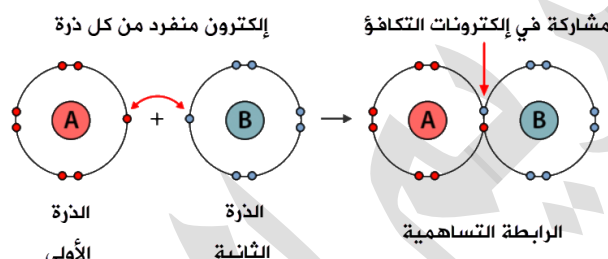 إلكترون منفرد من كل ذرة
مشاركة في إلكترونات التكافؤ
A
+
B
A
B
الذرة
الأولى
الذرة
الثانية
الرابطة التساهمية